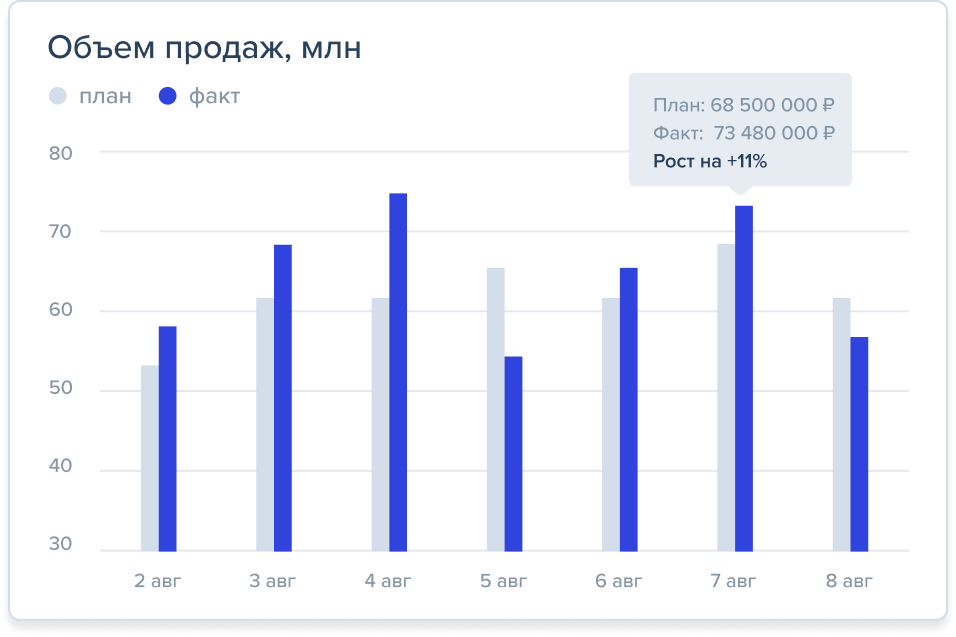 Объем продаж, млн
план факт
План: 68 500 000 ₽
Факт: 73 480 000 ₽
Рост на +11%
80
70
60
50
40
30
2 авг 3 авг 4 авг 5 авг 6 авг 7 авг 8 авг